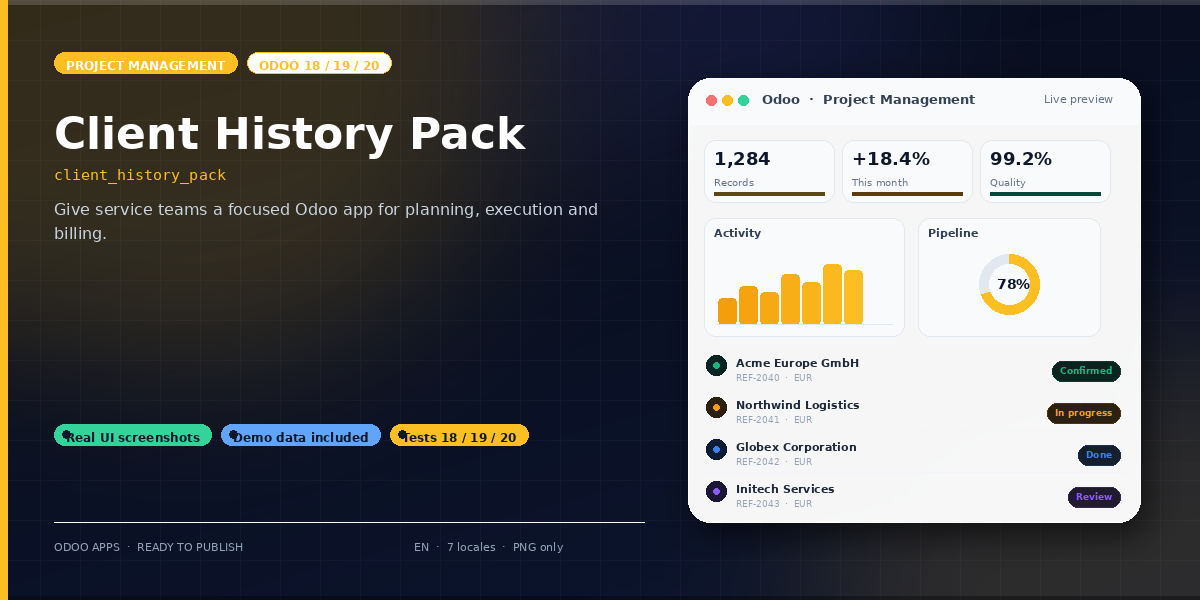 PROJECT MANAGEMENT
ODOO 18 / 19 / 20
Client History Pack
client_history_pack
Give service teams a focused Odoo app for planning, execution and
billing.
Real UI screenshots
Demo data included
Tests 18 / 19 / 20
ODOO APPS · READY TO PUBLISH
EN · 7 locales · PNG only
Odoo · Project Management
Live preview
1,284
Records
+18.4%
This month
99.2%
Quality
Activity
Pipeline
78%
Acme Europe GmbH
REF-2040 · EUR
Confirmed
Northwind Logistics
REF-2041 · EUR
In progress
Globex Corporation
REF-2042 · EUR
Done
Initech Services
REF-2043 · EUR
Review